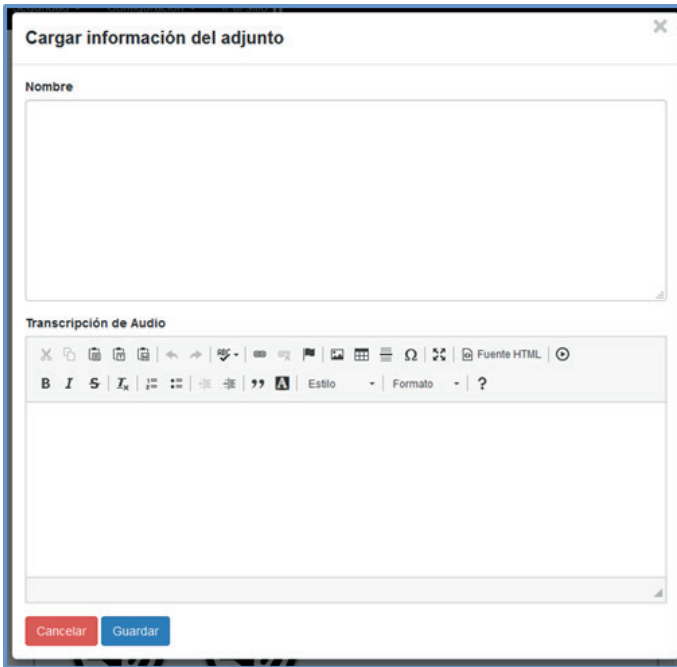 Cargar información del adjunto
Nombre
Transcripción de Audio
Fuente HTML
B I S Estilo Formato ?
Cancelar Guardar